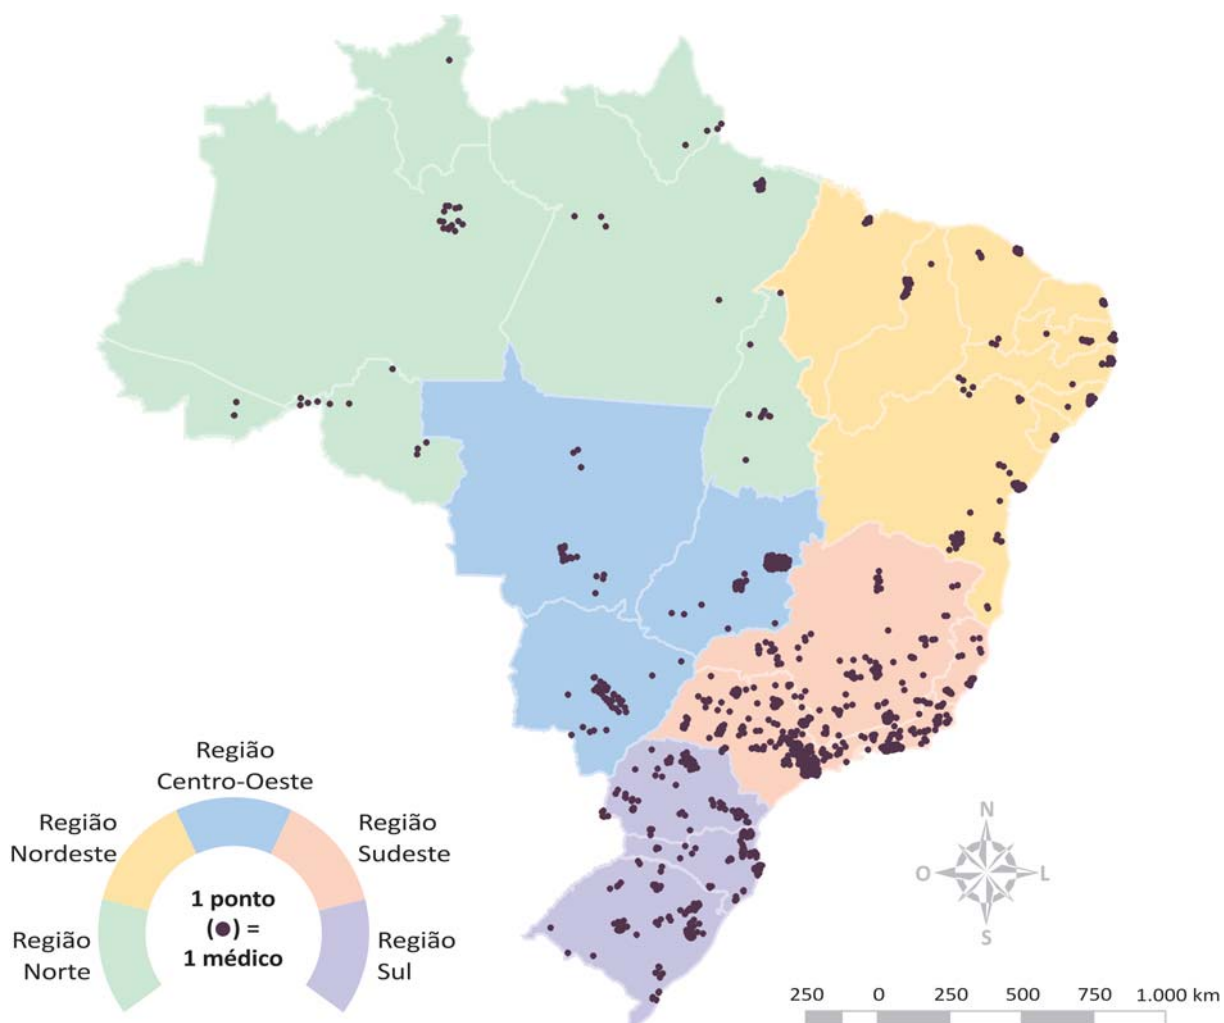 Região
Centro-Oeste
Região
Nordeste
Região
Sudeste
Região
Norte
Região
Sul
1 ponto
(●) =
1 médico
N
O
L
S
250 0 250 500 750 1.000 km